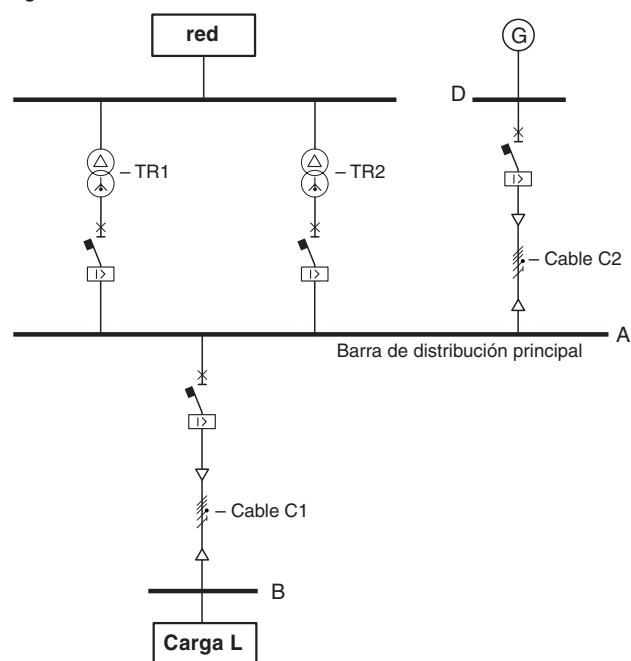 red
G
D
TR1
TR2
I>
I>
I>
Cable C2
A
Barra de distribución principal
I>
Cable C1
B
Carga L